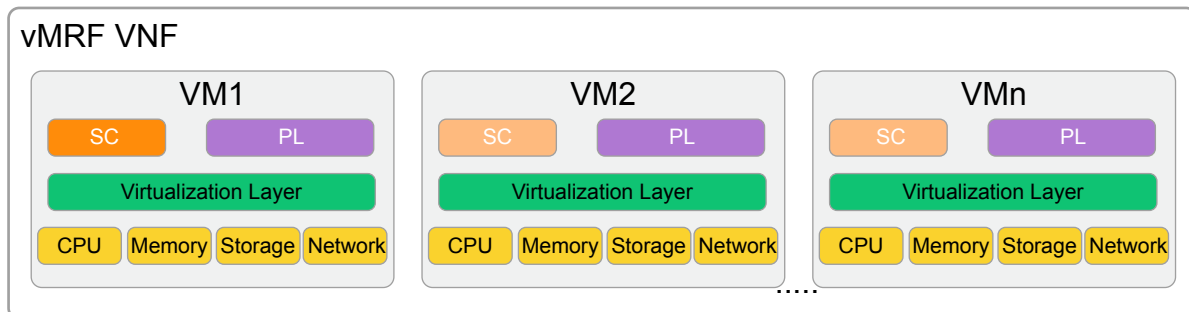 vMRF VNF
VM1
VM2
VMn
SC PL
SC PL
SC PL
Virtualization Layer
Virtualization Layer
Virtualization Layer
CPU Memory Storage Network
CPU Memory Storage Network
CPU Memory Storage Network
.....